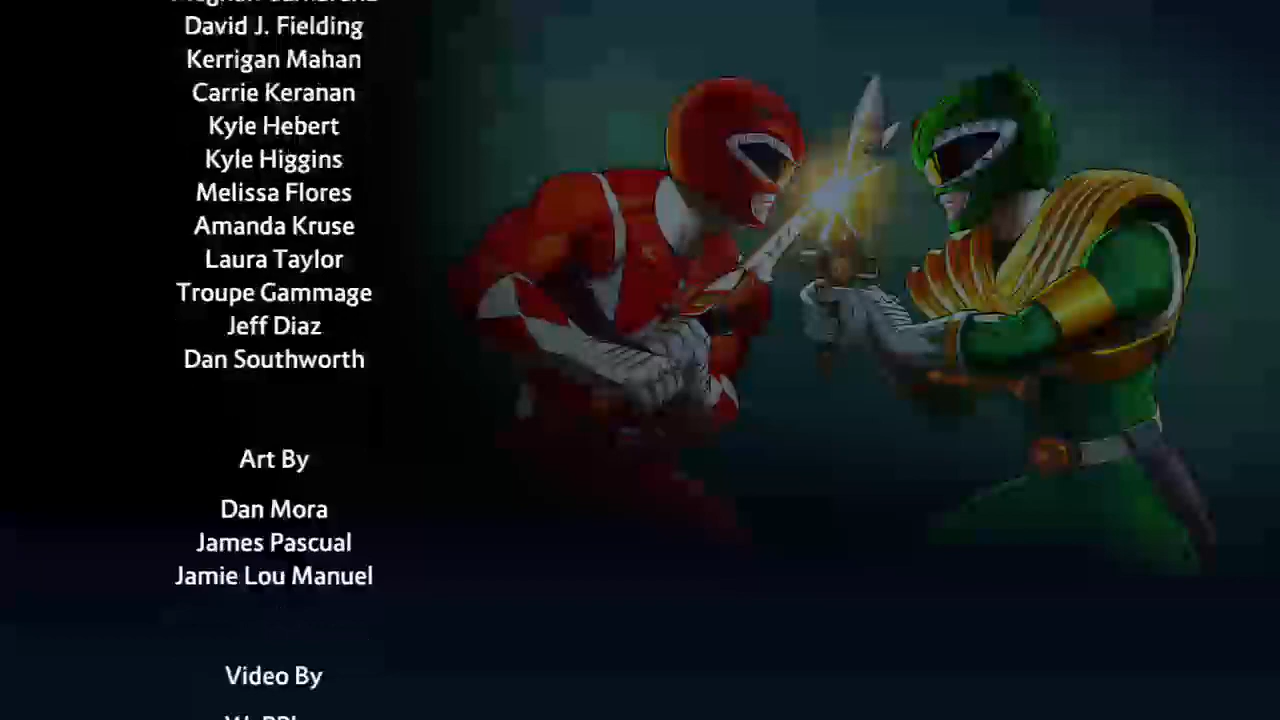 David J. Fielding
Kerrigan Mahan
Carrie Keranan
Kyle Hebert
Kyle Higgins
Melissa Flores
Amanda Kruse
Laura Taylor
Troupe Gammage
Jeff Diaz
Dan Southworth
Art By
Dan Mora
James Pascual
Jamie Lou Manuel
Video By